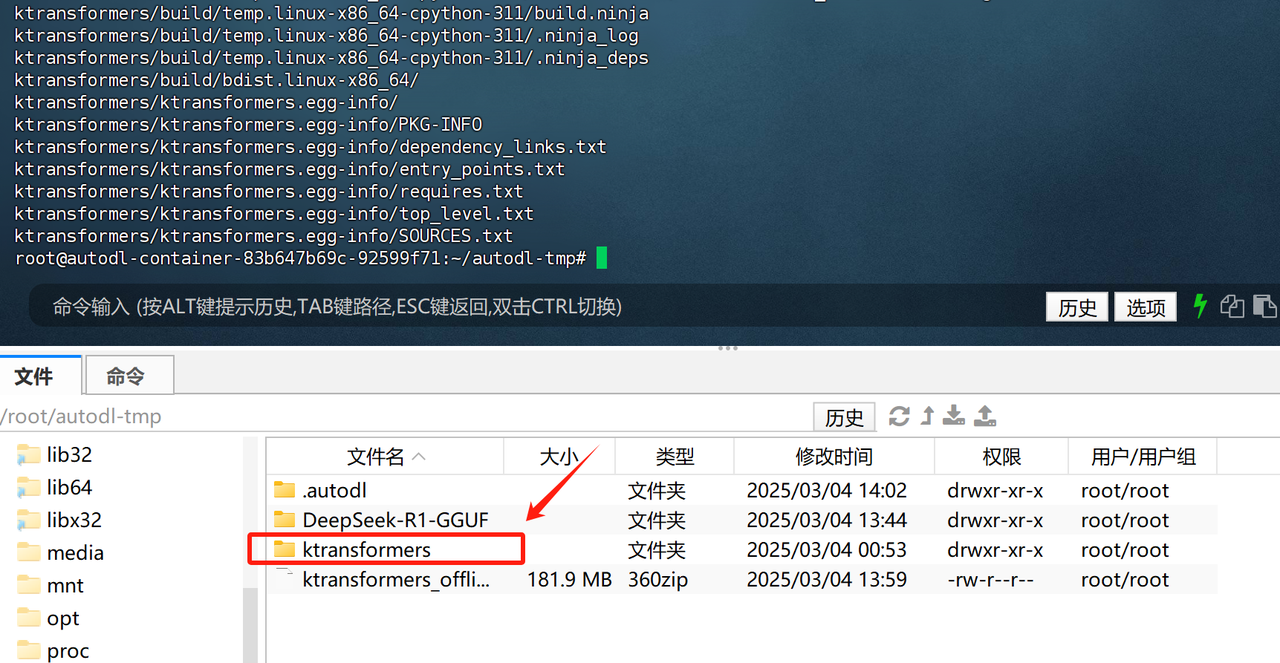 ktransformers/build/temp.linux-x86_64-cpython-311/build.ninja
ktransformers/build/temp.linux-x86_64-cpython-311/.ninja_log
ktransformers/build/temp.linux-x86_64-cpython-311/.ninja_deps
ktransformers/build/bdist.linux-x86_64/
ktransformers/ktransformers.egg-info/
ktransformers/ktransformers.egg-info/PKG-INFO
ktransformers/ktransformers.egg-info/dependency_links.txt
ktransformers/ktransformers.egg-info/entry_points.txt
ktransformers/ktransformers.egg-info/requires.txt
ktransformers/ktransformers.egg-info/top_level.txt
ktransformers/ktransformers.egg-info/SOURCES.txt
root@autodl-container-83b647b69c-92599f71:~/autodl-tmp#
命令输入 (按ALT键提示历史,TAB键路径,ESC键返回,双击CTRL切换) 历史 选项
文件 命令
/root/autodl-tmp 历史
lib32
lib64
libx32
media
mnt
opt
proc
文件名 大小 类型 修改时间 权限 用户/用户组
.autodl 文件夹 2025/03/04 14:02 drwxr-xr-x root/root
DeepSeek-R1-GGUF 文件夹 2025/03/04 13:44 drwxr-xr-x root/root
ktransformers 文件夹 2025/03/04 00:53 drwxr-xr-x root/root
ktransformers_offli... 181.9 MB 360zip 2025/03/04 13:59 -rw-r--r-- root/root